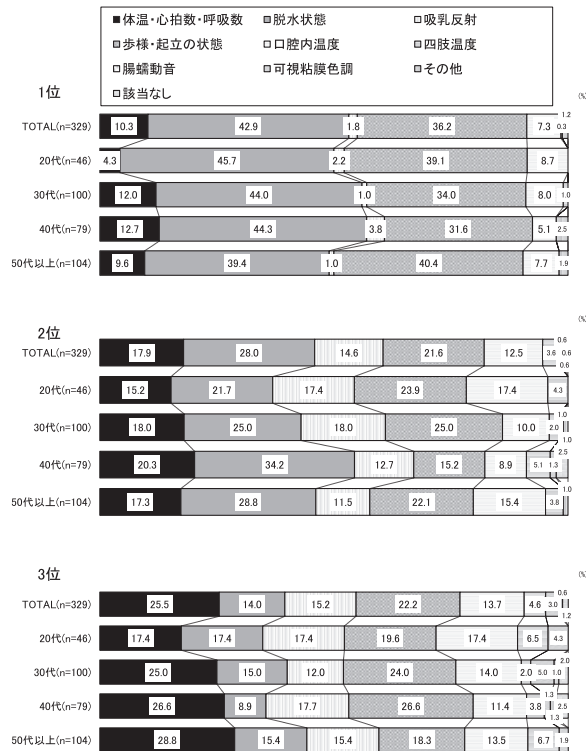 ■体温・心拍数・呼吸数 ■脱水状態 □吸乳反射
■歩様・起立の状態 □口腔内温度 □四肢温度
□腸蠕動音 ■可視粘膜色調 □その他
□該当なし
1位
(%)
TOTAL(n=329) 10.3 42.9 1.8 36.2 7.3 0.3 1.2
20代(n=46) 4.3 45.7 2.2 39.1 8.7
30代(n=100) 12.0 44.0 1.0 34.0 8.0 1.0
40代(n=79) 12.7 44.3 3.8 31.6 5.1 2.5
50代以上(n=104) 9.6 39.4 1.0 40.4 7.7 1.9
2位
(%)
TOTAL(n=329) 17.9 28.0 14.6 21.6 12.5 3.6 0.6 0.6 0.6
20代(n=46) 15.2 21.7 17.4 23.9 17.4 4.3
30代(n=100) 18.0 25.0 18.0 25.0 10.0 2.0 1.0 1.0
40代(n=79) 20.3 34.2 12.7 15.2 8.9 5.1 1.3 2.5
50代以上(n=104) 17.3 28.8 11.5 22.1 15.4 3.8 1.0
3位
(%)
TOTAL(n=329) 25.5 14.0 15.2 22.2 13.7 4.6 3.0 0.6 1.2
20代(n=46) 17.4 17.4 17.4 19.6 17.4 6.5 4.3
30代(n=100) 25.0 15.0 12.0 24.0 14.0 2.0 5.0 1.0 2.0
40代(n=79) 26.6 8.9 17.7 26.6 11.4 3.8 1.3 1.3 2.5
50代以上(n=104) 28.8 15.4 15.4 18.3 13.5 6.7 1.9